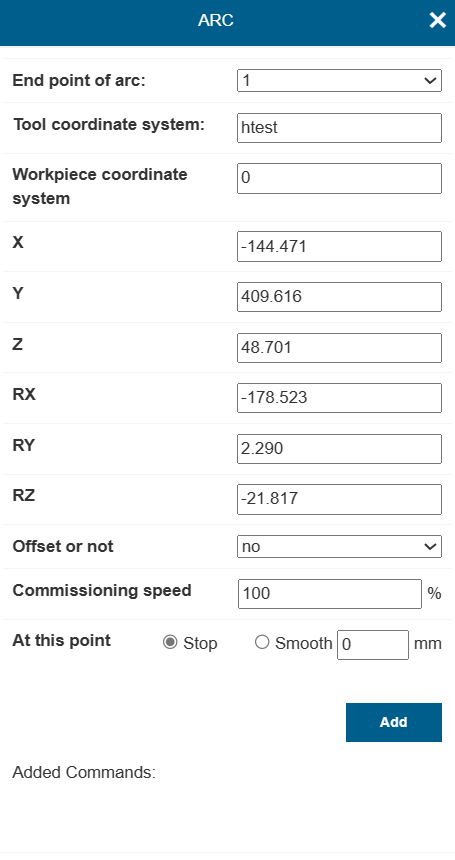 ARC
End point of arc: 1
Tool coordinate system: htest
Workpiece coordinate
system 0
X -144.471
Y 409.616
Z 48.701
RX -178.523
RY 2.290
RZ -21.817
Offset or not no
Commissioning speed 100 %
At this point Stop Smooth 0 mm
Add
Added Commands: